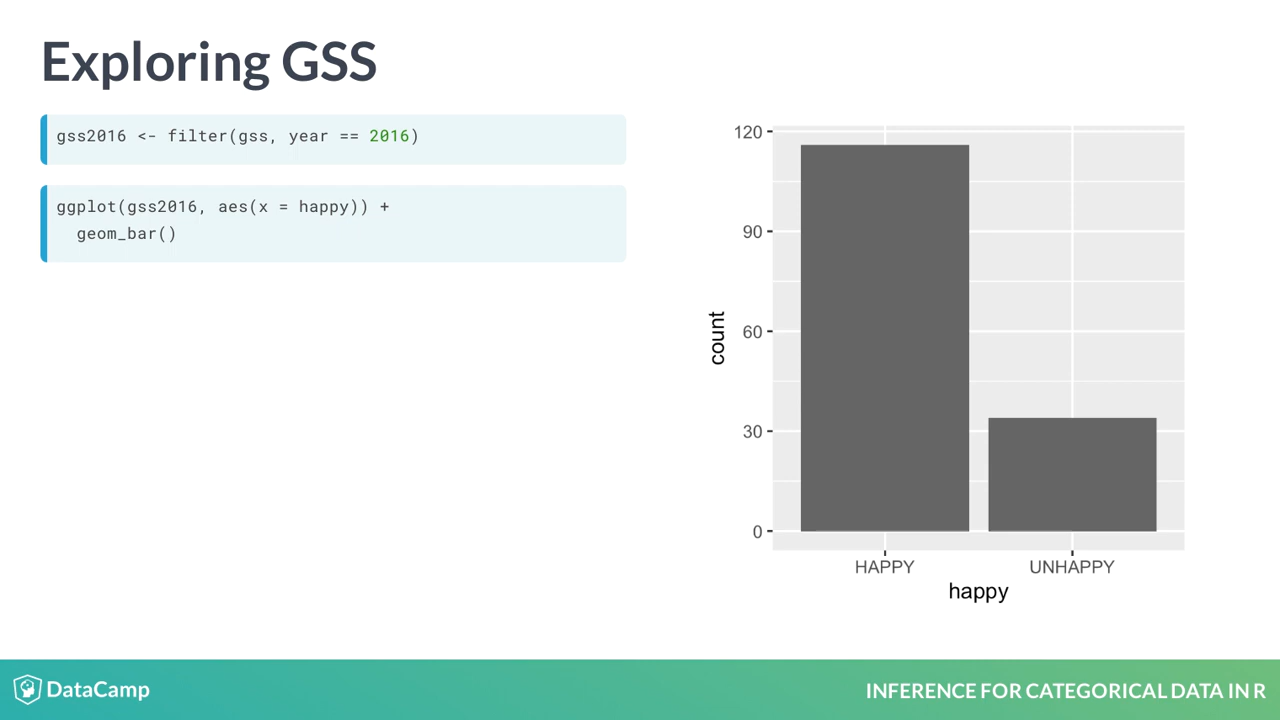 Exploring GSS
gss2016 <- filter(gss, year == 2016)
ggplot(gss2016, aes(x = happy)) +
  geom_bar()
120
90
60
30
0
count
HAPPY UNHAPPY
happy
DataCamp
INFERENCE FOR CATEGORICAL DATA IN R